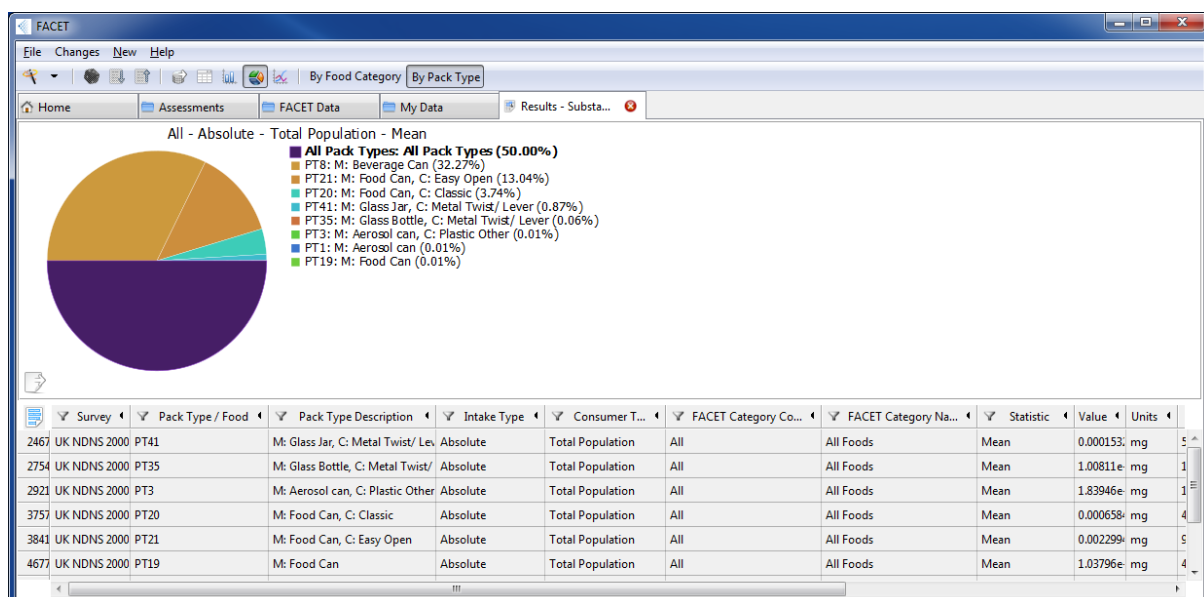 FACET
File Changes New Help
By Food Category By Pack Type
Home Assessments FACET Data My Data Results - Substa...
All - Absolute - Total Population - Mean
All Pack Types: All Pack Types (50.00%)
PT8: M: Beverage Can (32.27%)
PT21: M: Food Can, C: Easy Open (13.04%)
PT20: M: Food Can, C: Classic (3.74%)
PT41: M: Glass Jar, C: Metal Twist/ Lever (0.87%)
PT35: M: Glass Bottle, C: Metal Twist/ Lever (0.06%)
PT3: M: Aerosol can, C: Plastic Other (0.01%)
PT1: M: Aerosol can (0.01%)
PT19: M: Food Can (0.01%)
Survey Pack Type / Food Pack Type Description Intake Type Consumer T... FACET Category Co... FACET Category Na... Statistic Value Units
2467 UK NDNS 2000 PT41 M: Glass Jar, C: Metal Twist/ Lev Absolute Total Population All All Foods Mean 0.0001532 mg 5
2754 UK NDNS 2000 PT35 M: Glass Bottle, C: Metal Twist/ Absolute Total Population All All Foods Mean 1.00811e- mg 1
2921 UK NDNS 2000 PT3 M: Aerosol can, C: Plastic Other Absolute Total Population All All Foods Mean 1.83946e- mg 1
3757 UK NDNS 2000 PT20 M: Food Can, C: Classic Absolute Total Population All All Foods Mean 0.000658 mg 4
3841 UK NDNS 2000 PT21 M: Food Can, C: Easy Open Absolute Total Population All All Foods Mean 0.002299 mg 9
4677 UK NDNS 2000 PT19 M: Food Can Absolute Total Population All All Foods Mean 1.03796e- mg 4